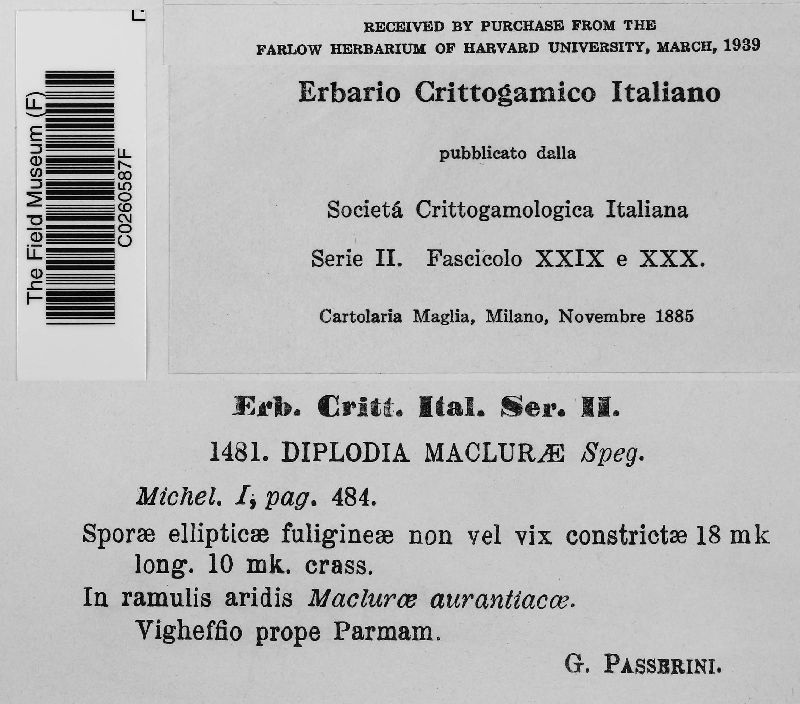 The Field Museum (F)
C0260587F
RECEIVED BY PURCHASE FROM THE
FARLOW HERBARIUM OF HARVARD UNIVERSITY, MARCH, 1939
Erbario Crittogamico Italiano
pubblicato dalla
Societá Crittogamologica Italiana
Serie II. Fascicolo XXIX e XXX.
Cartolaria Maglia, Milano, Novembre 1885
Erb. Critt. Ital. Ser. II.
1481. DIPLODIA MACLURÆ Speg.
Michel. I, pag. 484.
Sporæ ellipticæ fuligineæ non vel vix constrictæ 18 mk
long. 10 mk. crass.
In ramulis aridis Macluræ aurantiacæ.
Vigheffio prope Parmam.
G. PASSERINI.